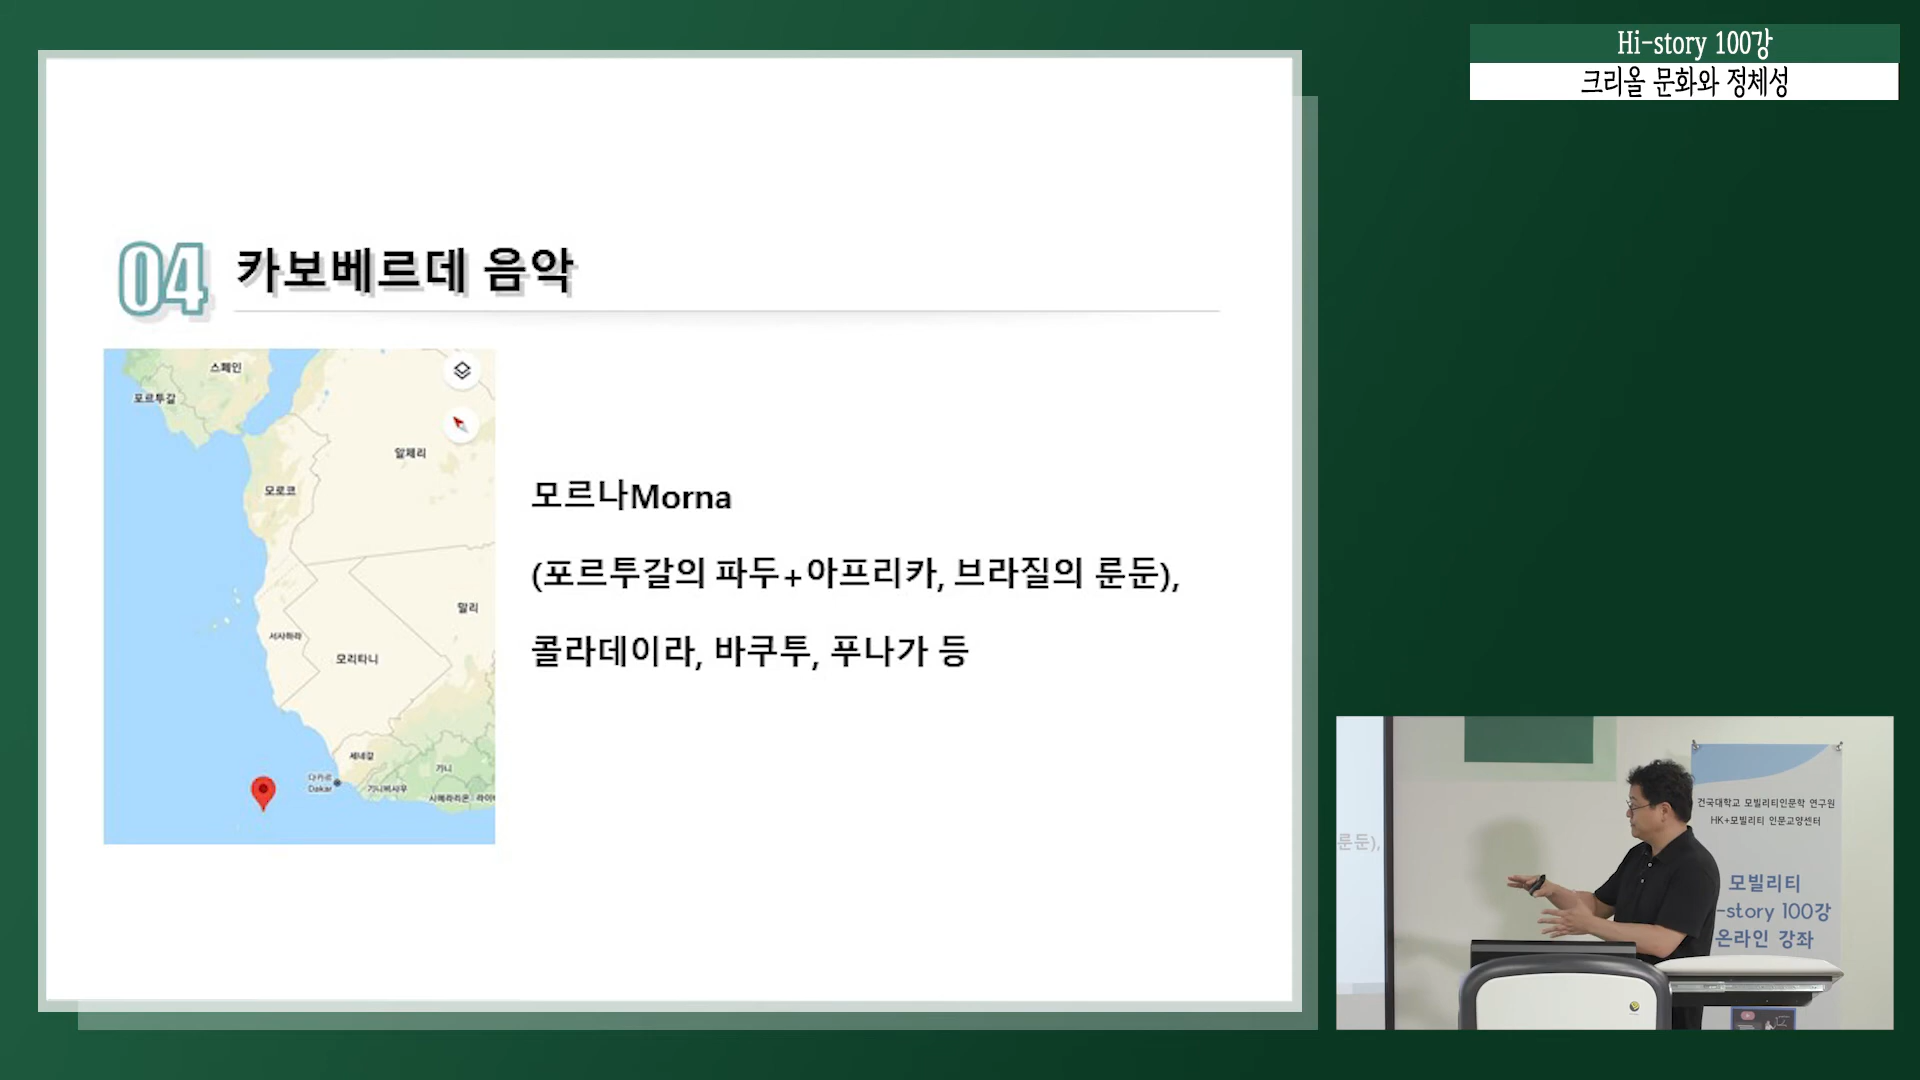 Hi-story 100강
크리올 문화와 정체성
04 카보베르데 음악
스페인
포르투갈
알제리
모로코
말리
서사하라
모리타니
세네갈
다카르
Dakar
기니
기니비사우
시에라리온
모르나Morna
(포르투갈의 파두+아프리카, 브라질의 룬둔),
콜라데이라, 바쿠투, 푸나가 등
룬둔),
건국대학교 모빌리티인문학 연구원
HK+모빌리티 인문교양센터
모빌리티
-story 100강
온라인 강좌